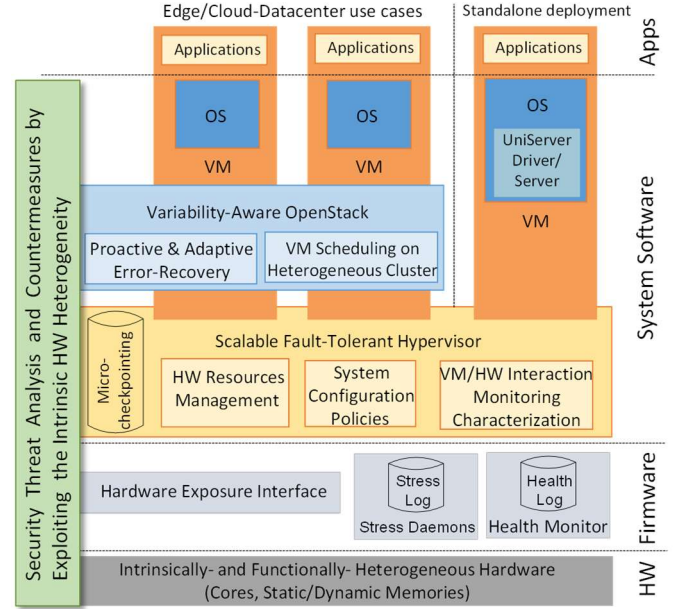 Edge/Cloud-Datacenter use cases
Standalone deployment
Applications
Applications
Applications
Apps
OS
OS
OS
UniServer
Driver/
Server
VM
VM
VM
Variability-Aware OpenStack
Proactive & Adaptive
Error-Recovery
VM Scheduling on
Heterogeneous Cluster
System Software
Scalable Fault-Tolerant Hypervisor
Micro-
checkpointing
HW Resources
Management
System
Configuration
Policies
VM/HW Interaction
Monitoring
Characterization
Hardware Exposure Interface
Stress
Log
Stress Daemons
Health
Log
Health Monitor
Firmware
Intrinsically- and Functionally- Heterogeneous Hardware
(Cores, Static/Dynamic Memories)
HW
Security Threat Analysis and Countermeasures by
Exploiting the Intrinsic HW Heterogeneity